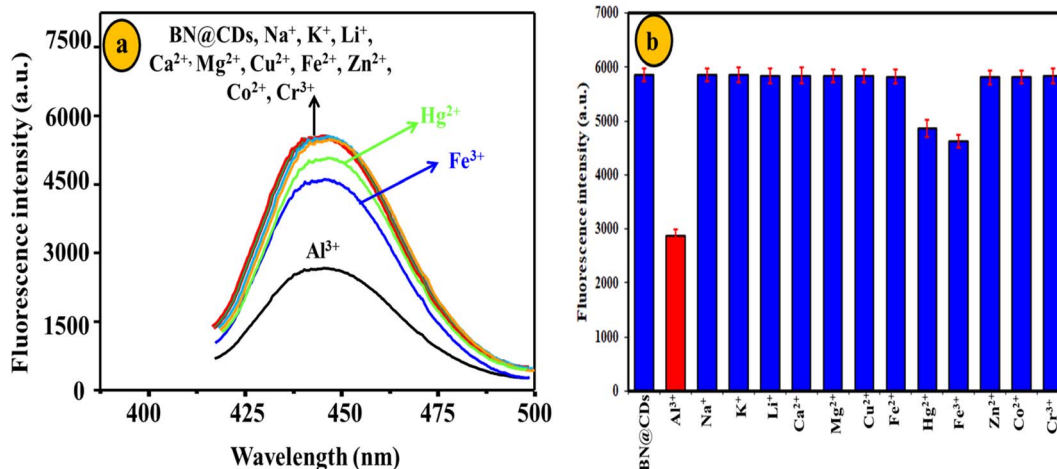 a
BN@CDs, Na⁺, K⁺, Li⁺,
Ca²⁺, Mg²⁺, Cu²⁺, Fe²⁺, Zn²⁺,
Co²⁺, Cr³⁺
Hg²⁺
Fe³⁺
Al³⁺
Fluorescence intensity (a.u.)
7500
6000
4500
3000
1500
0
400
425
450
475
500
Wavelength (nm)
b
Fluorescence intensity (a.u.)
7000
6000
5000
4000
3000
2000
1000
0
BN@CDs
Al³⁺
Na⁺
K⁺
Li⁺
Ca²⁺
Mg²⁺
Cu²⁺
Fe²⁺
Hg²⁺
Fe³⁺
Zn²⁺
Co²⁺
Cr³⁺